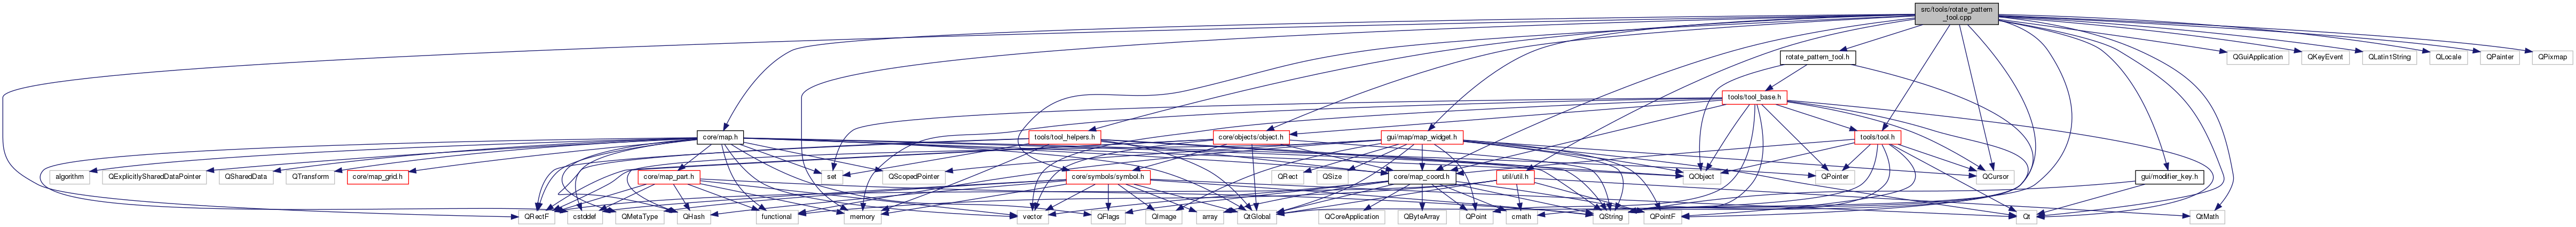 src/tools/rotate_pattern
_tool.cpp
rotate_pattern_tool.h
QGuiApplication
QKeyEvent
QLatin1String
QLocale
QPainter
QPixmap
tools/tool_base.h
core/map.h
tools/tool_helpers.h
core/objects/object.h
gui/map/map_widget.h
tools/tool.h
algorithm
QExplicitlySharedDataPointer
QSharedData
QTransform
core/map_grid.h
core/map_part.h
set
QScopedPointer
core/symbols/symbol.h
QRect
QSize
core/map_coord.h
util/util.h
QObject
QPointer
QCursor
gui/modifier_key.h
QRectF
cstddef
QMetaType
QHash
functional
memory
vector
QFlags
QImage
array
QtGlobal
QCoreApplication
QByteArray
QPoint
cmath
QString
QPointF
Qt
QtMath